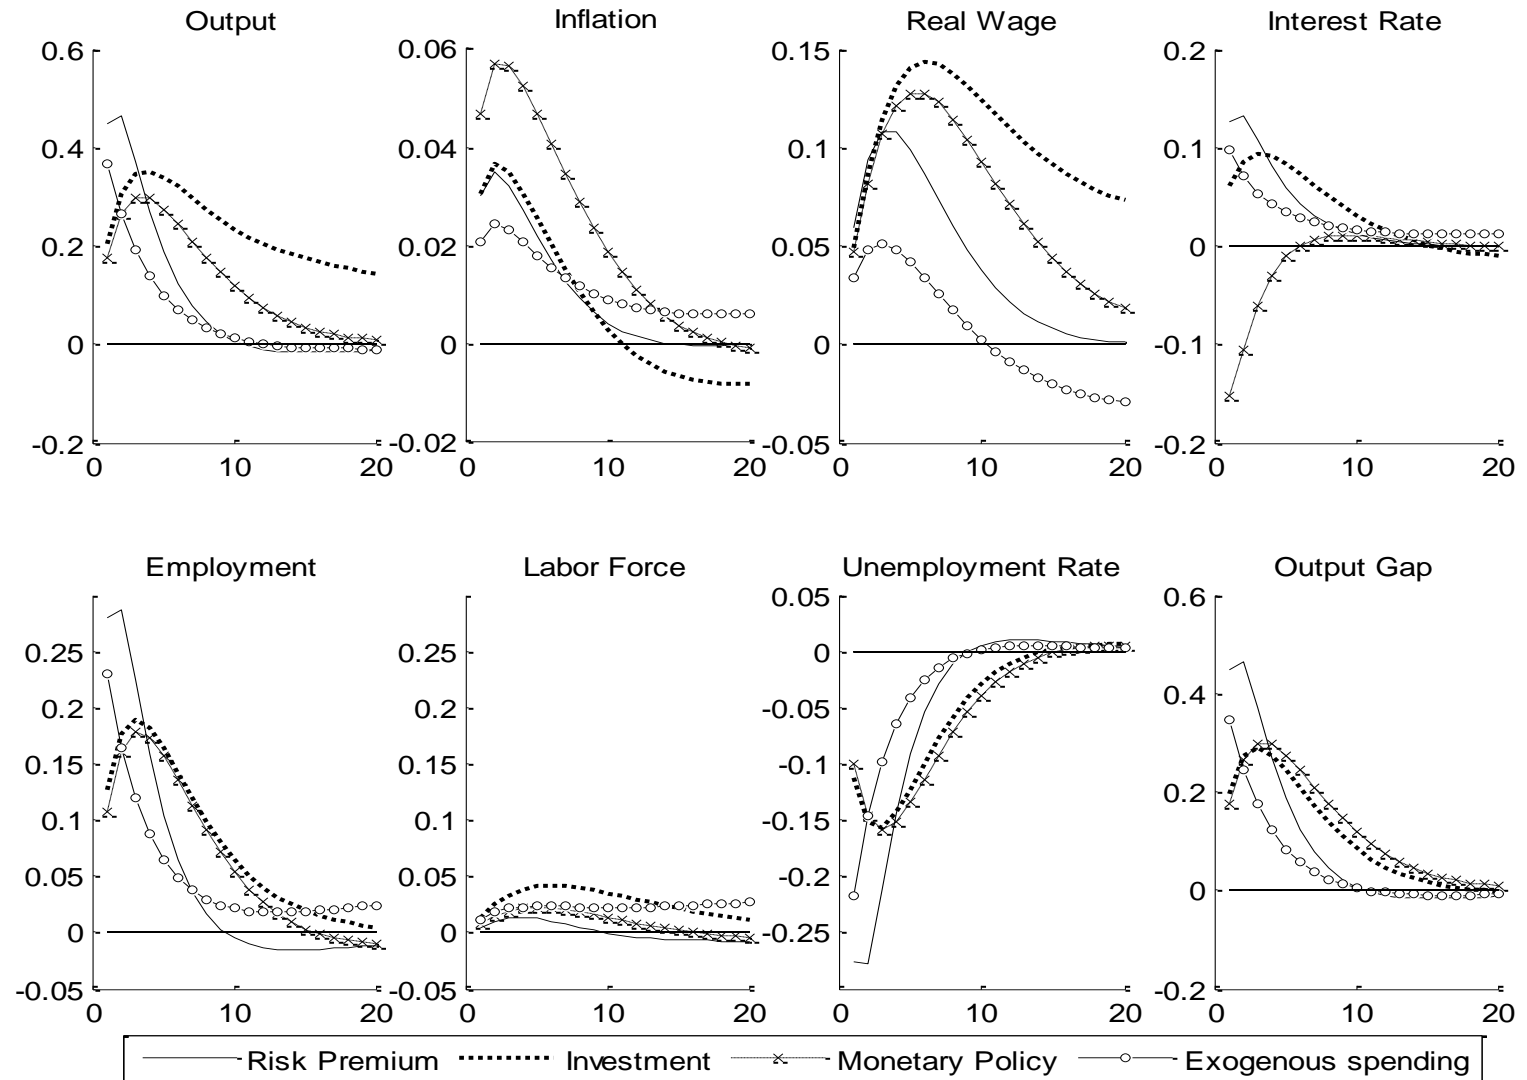 Output
Inflation
Real Wage
Interest Rate
0.6
0.4
0.2
0
-0.2
0 10 20
0.06
0.04
0.02
0
-0.02
0 10 20
0.15
0.1
0.05
0
-0.05
0 10 20
0.2
0.1
0
-0.1
-0.2
0 10 20
Employment
Labor Force
Unemployment Rate
Output Gap
0.25
0.2
0.15
0.1
0.05
0
-0.05
0 10 20
0.25
0.2
0.15
0.1
0.05
0
-0.05
0 10 20
0.05
0
-0.05
-0.1
-0.15
-0.2
-0.25
0 10 20
0.6
0.4
0.2
0
-0.2
0 10 20
Risk Premium Investment Monetary Policy Exogenous spending